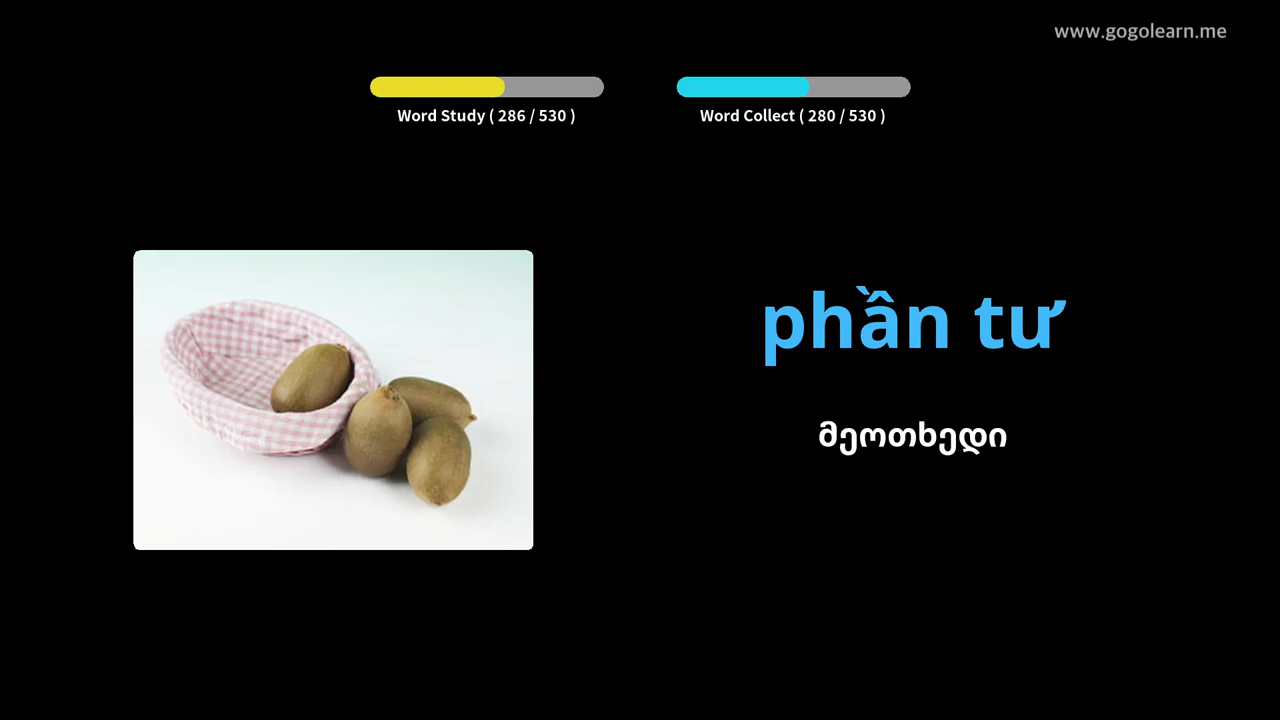 www.gogolearn.me
Word Study ( 286 / 530 )
Word Collect ( 280 / 530 )
phần tư
მეოთხედი